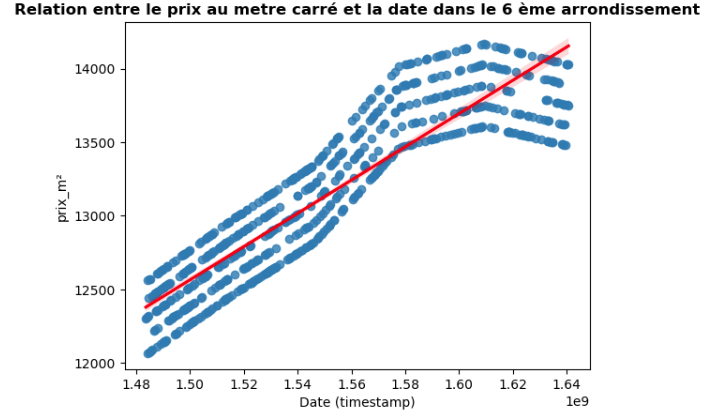 Relation entre le prix au metre carré et la date dans le 6 ème arrondissement
14000
13500
13000
12500
12000
prix_m²
1.48 1.50 1.52 1.54 1.56 1.58 1.60 1.62 1.64
1e9
Date (timestamp)